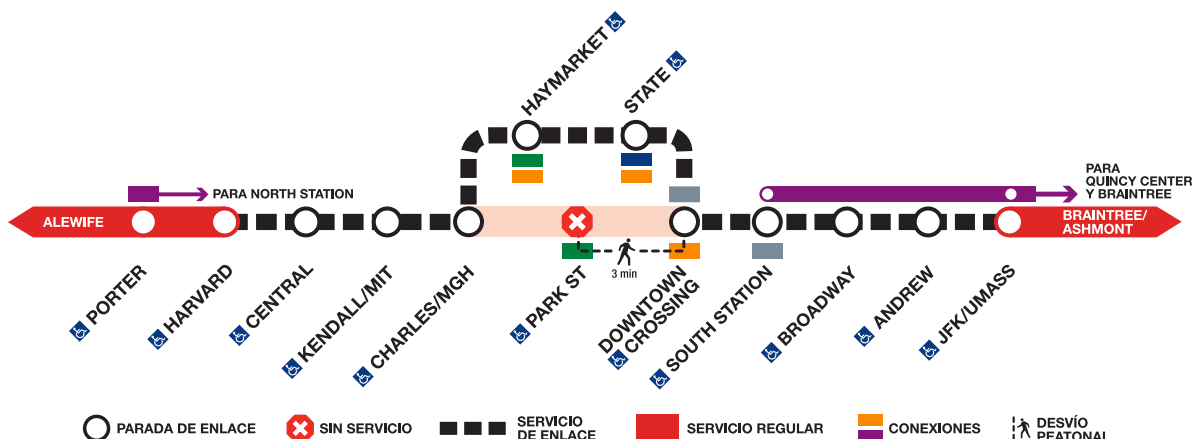 HAYMARKET
STATE
PARA NORTH STATION
PARA
QUINCY CENTER
Y BRAINTREE
ALEWIFE
BRAINTREE/
ASHMONT
3 min
PORTER
HARVARD
CENTRAL
KENDALL/MIT
CHARLES/MGH
PARK ST
DOWNTOWN
CROSSING
SOUTH STATION
BROADWAY
ANDREW
JFK/UMASS
PARADA DE ENLACE
SIN SERVICIO
SERVICIO
DE ENLACE
SERVICIO REGULAR
CONEXIONES
DESVÍO
PEATONAL